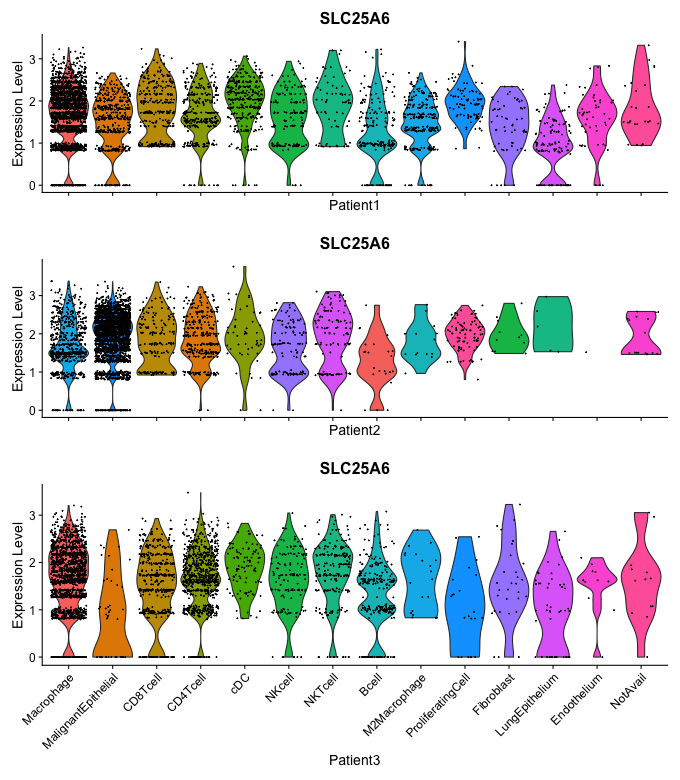 SLC25A6
Expression Level
3
2
1
0
Patient1
SLC25A6
Expression Level
3
2
1
0
Patient2
SLC25A6
Expression Level
3
2
1
0
Macrophage
MalignantEpithelial
CD8Tcell
CD4Tcell
cDC
NKcell
NKTcell
Bcell
M2Macrophage
ProliferatingCell
Fibroblast
LungEpithelium
Endothelium
NotAvail
Patient3